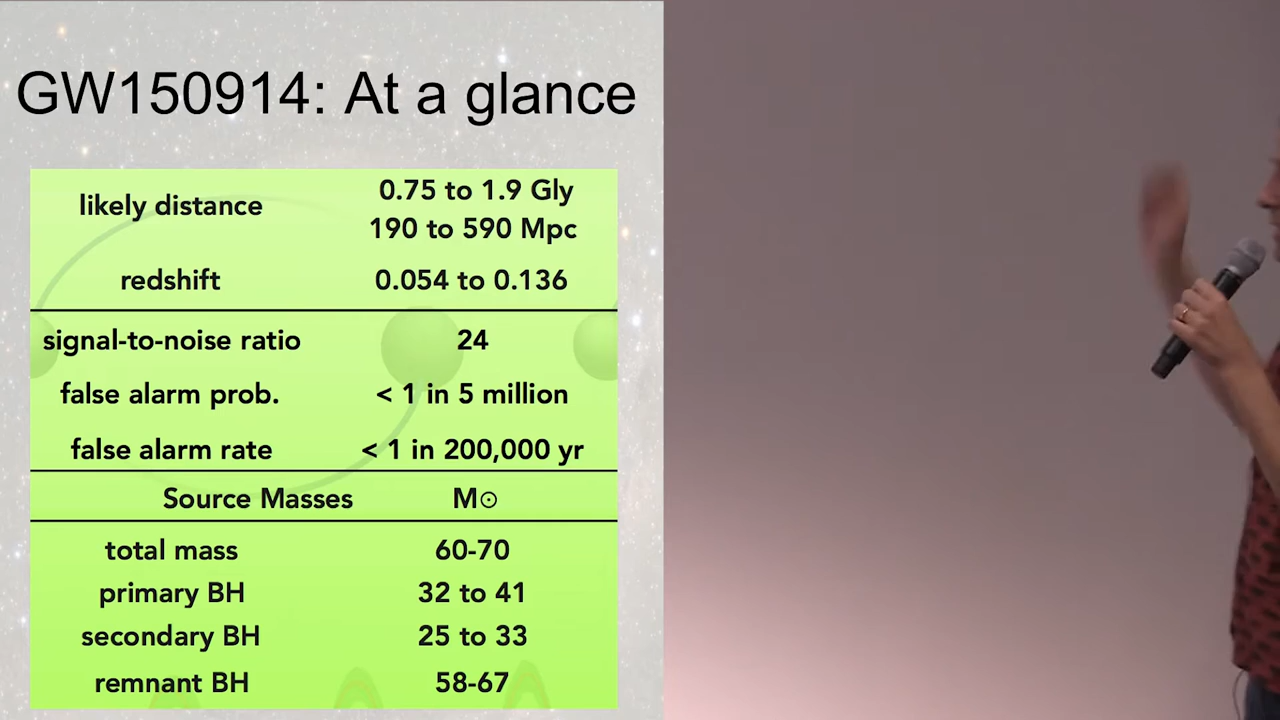 GW150914: At a glance
likely distance 0.75 to 1.9 Gly
190 to 590 Mpc
redshift 0.054 to 0.136
signal-to-noise ratio 24
false alarm prob. < 1 in 5 million
false alarm rate < 1 in 200,000 yr
Source Masses M⊙
total mass 60-70
primary BH 32 to 41
secondary BH 25 to 33
remnant BH 58-67